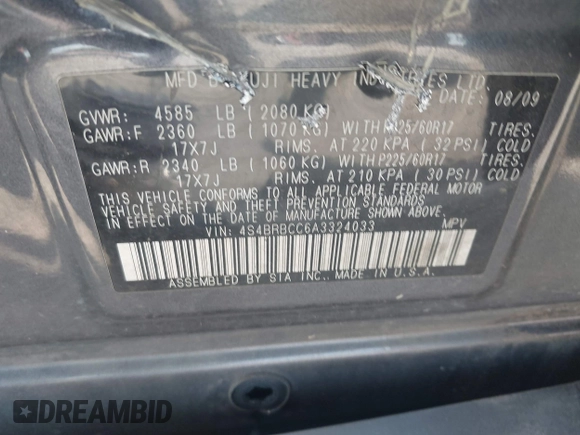 MFD BY FUJI HEAVY INDUSTRIES LTD.
DATE: 08/09
GVWR: 4585 LB (2080 KG)
GAWR:F 2360 LB (1070 KG) WITH P225/60R17 TIRES.
17X7J RIMS. AT 220 KPA (32 PSI) COLD
GAWR:R 2340 LB (1060 KG) WITH P225/60R17 TIRES.
17X7J RIMS. AT 210 KPA (30 PSI) COLD
THIS VEHICLE CONFORMS TO ALL APPLICABLE FEDERAL MOTOR
VEHICLE SAFETY AND THEFT PREVENTION STANDARDS
IN EFFECT ON THE DATE OF MANUFACTURE SHOWN ABOVE.
VIN: 4S4BRBCC6A3324033 MPV
ASSEMBLED BY SIA INC., MADE IN U.S.A.
DREAMBID